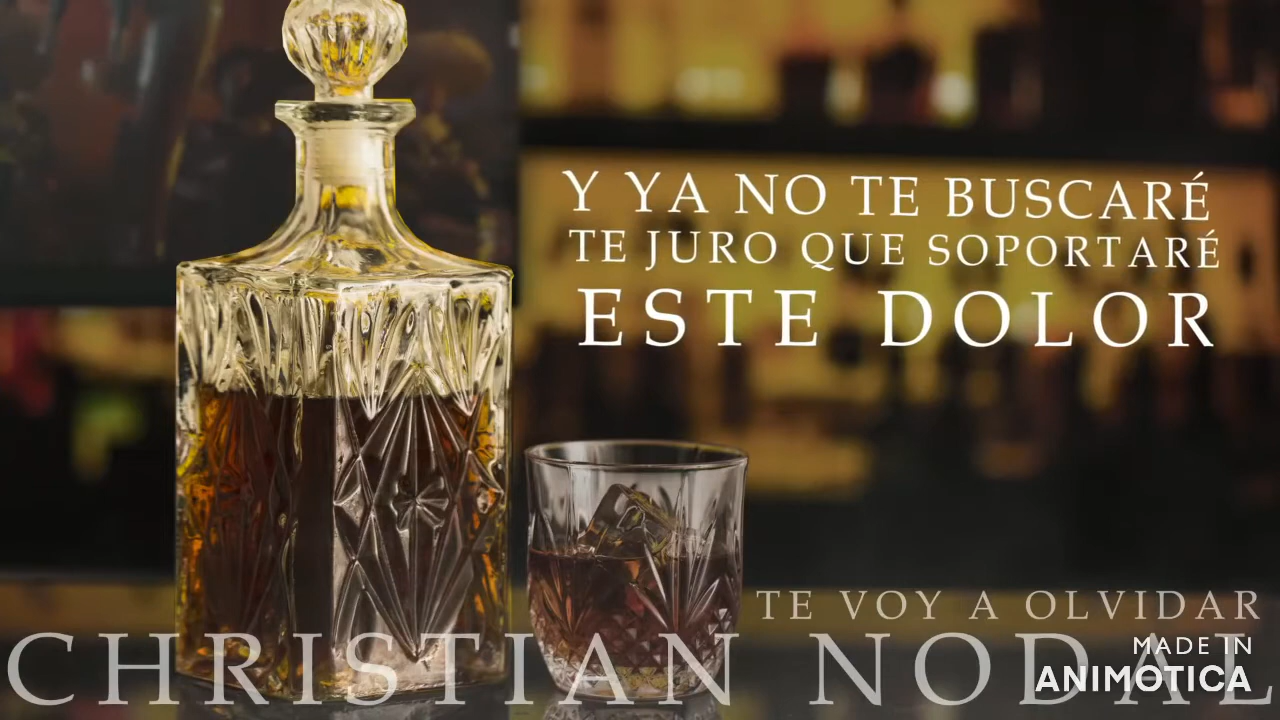 Y YA NO TE BUSCARÉ
TE JURO QUE SOPORTARÉ
ESTE DOLOR
TE VOY A OLVIDAR
CHRISTIAN NODAL
MADE IN
ANIMOTICA